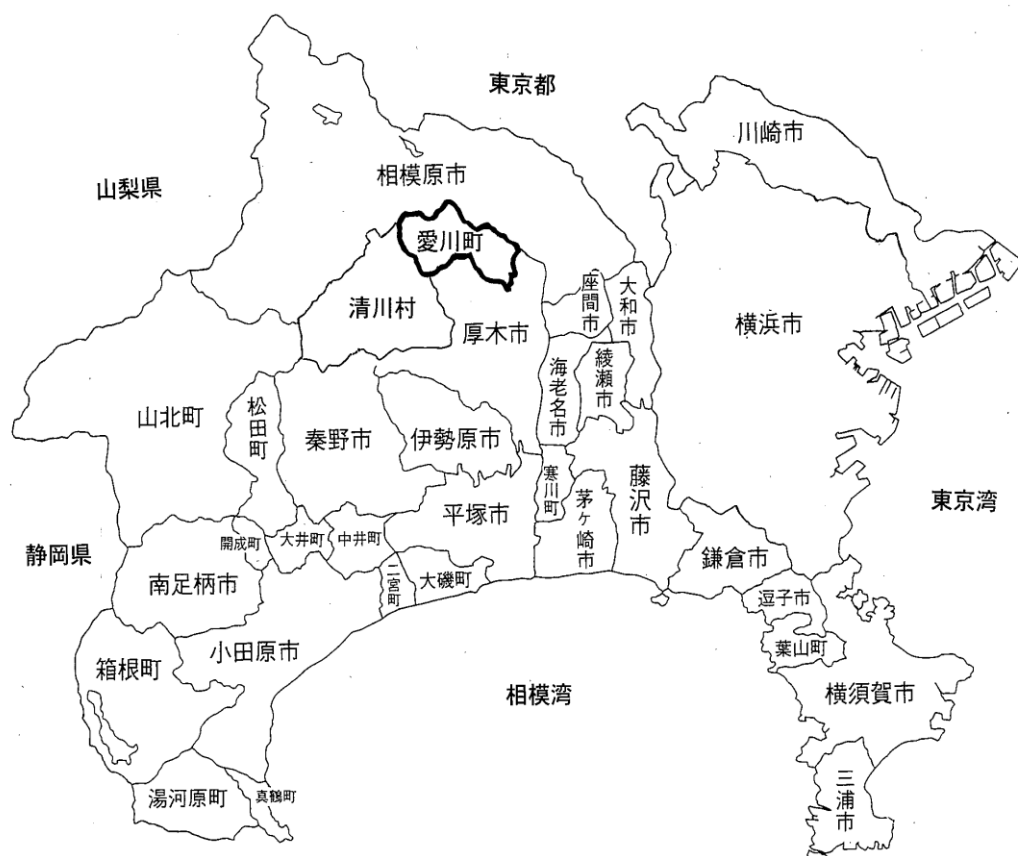 東京都
川崎市
山梨県
相模原市
愛川町
清川村
厚木市
座間市
大和市
横浜市
海老名市
綾瀬市
山北町
松田町
秦野市
伊勢原市
寒川町
茅ヶ崎市
藤沢市
東京湾
平塚市
静岡県
開成町
大井町
中井町
鎌倉市
南足柄市
二宮町
大磯町
逗子市
小田原市
葉山町
箱根町
相模湾
横須賀市
湯河原町
真鶴町
三浦市